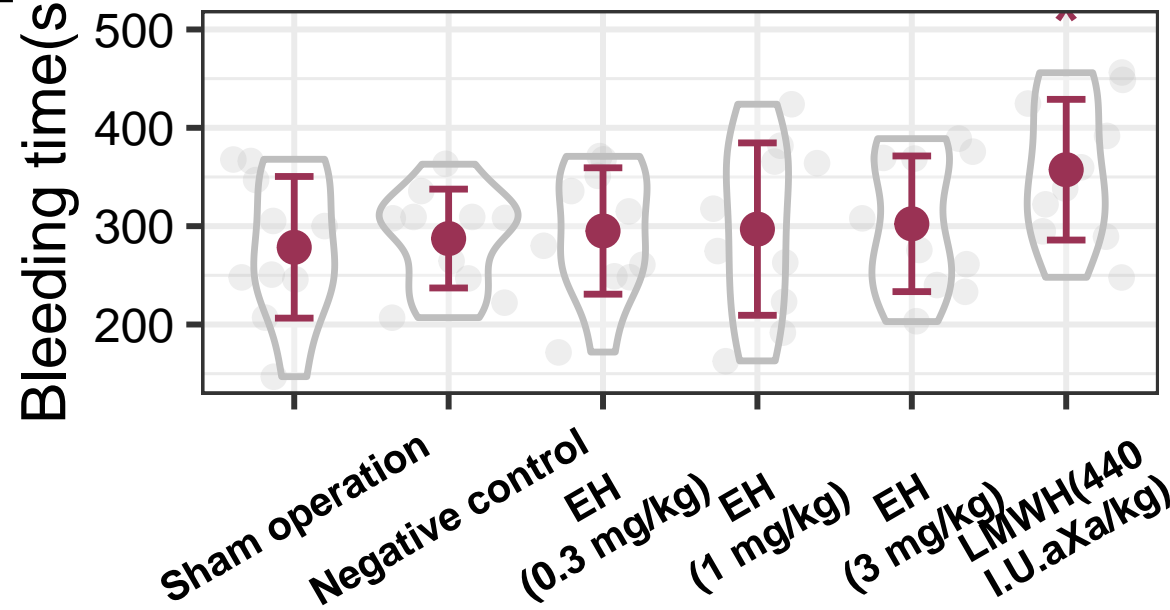 Bleeding time(s
500
400
300
200
*
Sham operation
Negative control
EH
(0.3 mg/kg)
EH
(1 mg/kg)
EH
(3 mg/kg)
LMWH(440
I.U.aXa/kg)